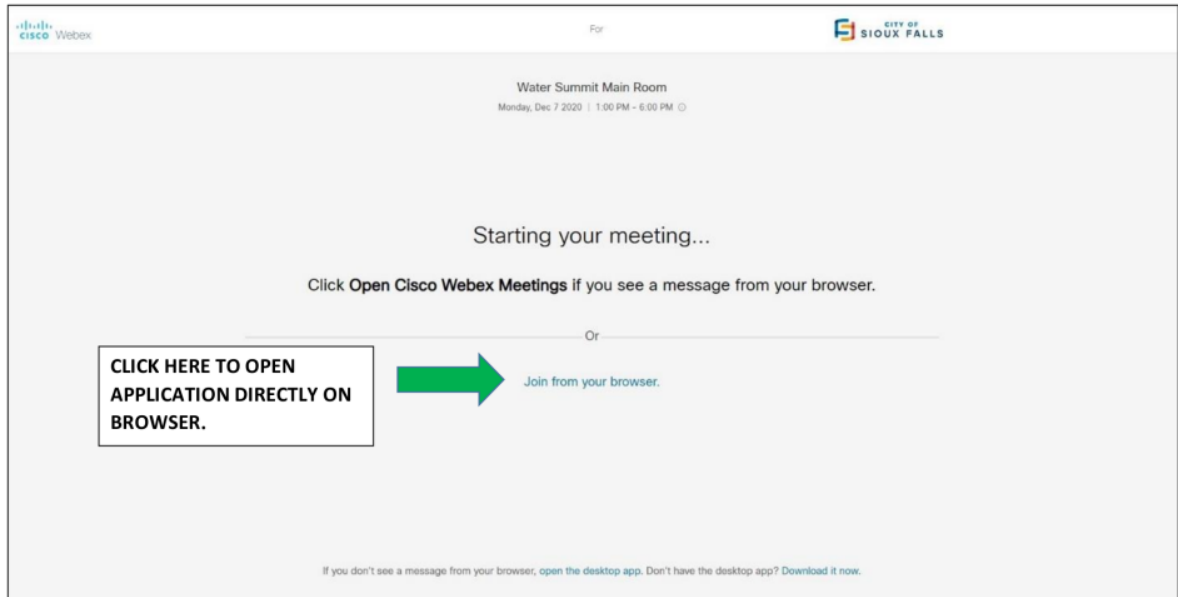 CISCO Webex
For
CITY OF
SIOUX FALLS
Water Summit Main Room
Monday, Dec 7 2020 | 1:00 PM – 6:00 PM
Starting your meeting...
Click Open Cisco Webex Meetings if you see a message from your browser.
Or
CLICK HERE TO OPEN
APPLICATION DIRECTLY ON
BROWSER.
Join from your browser.
If you don't see a message from your browser, open the desktop app. Don't have the desktop app? Download it now.